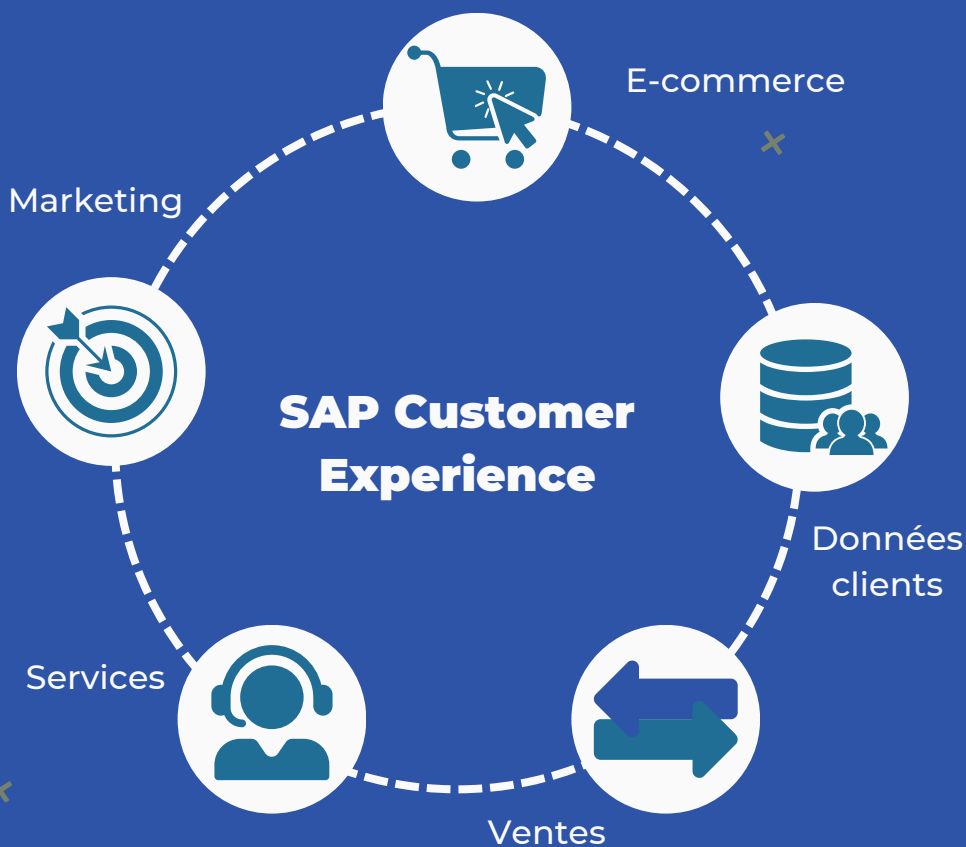 E-commerce
Marketing
SAP Customer
Experience
Données
clients
Services
Ventes